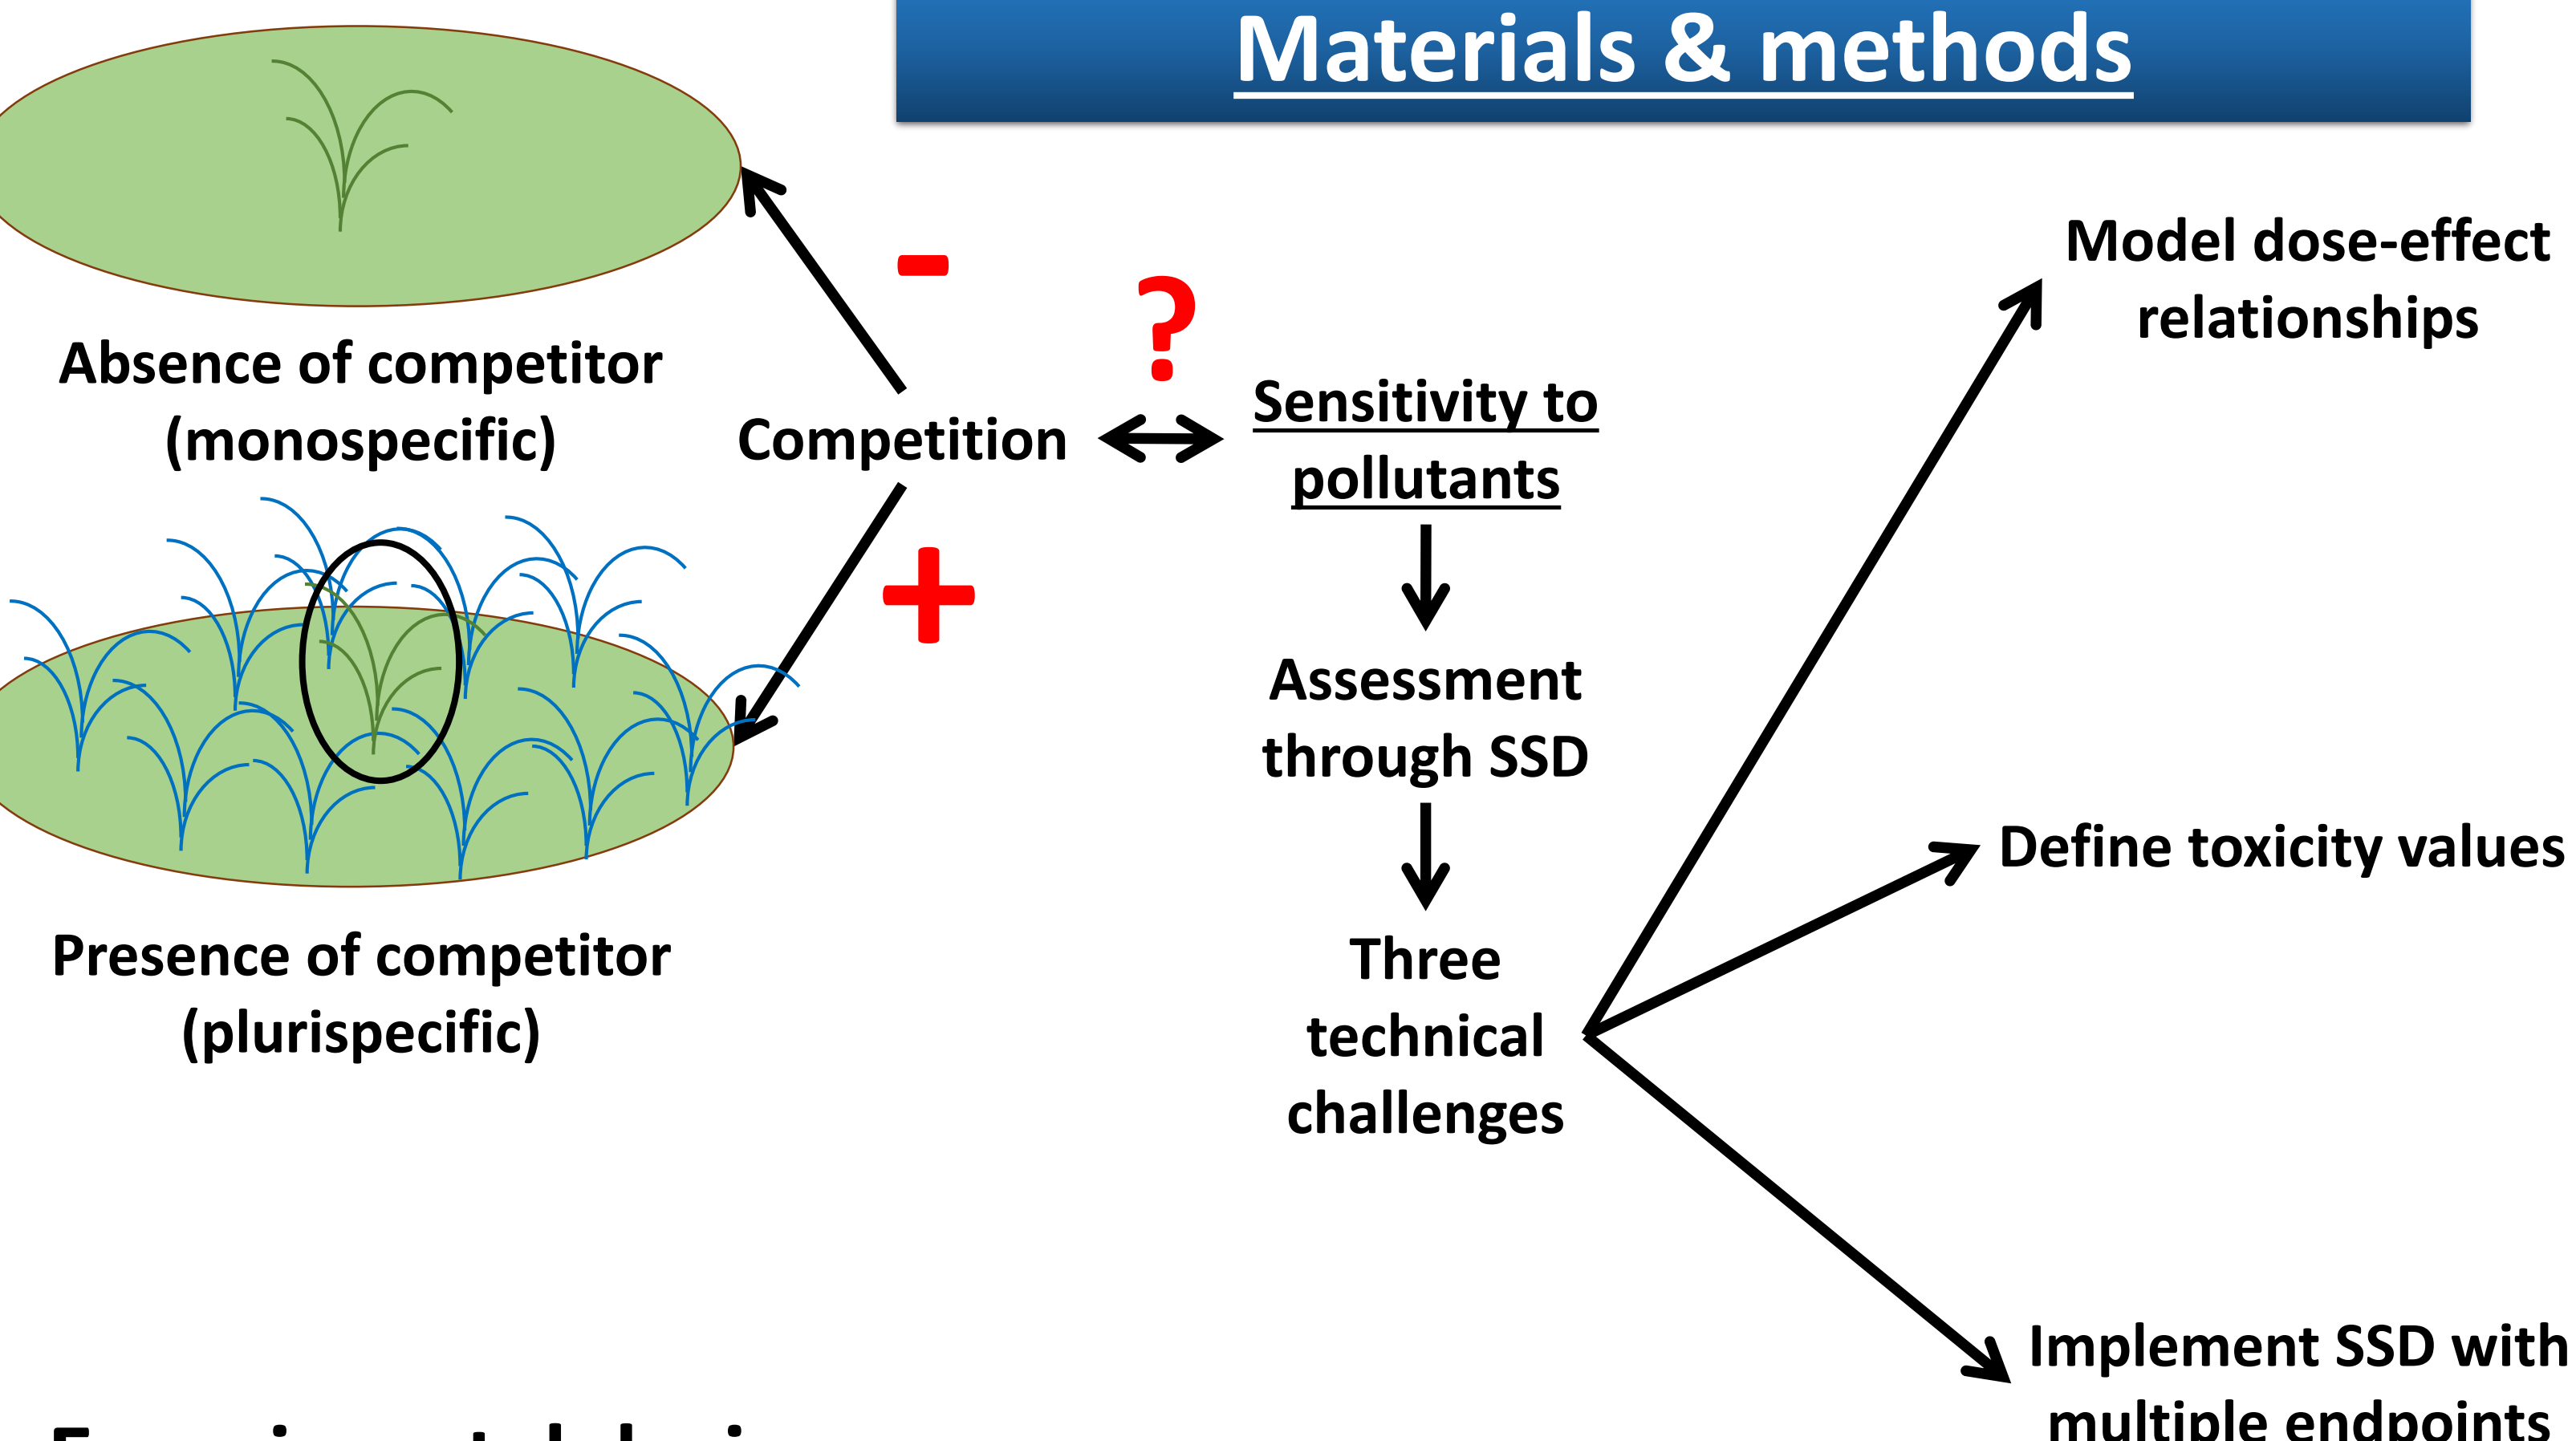 Materials & methods
Absence of competitor
(monospecific)
-
?
Competition
+
Sensitivity to
pollutants
Presence of competitor
(plurispecific)
Assessment
through SSD
Three
technical
challenges
Model dose-effect
relationships
Define toxicity values
Implement SSD with
multiple endpoints